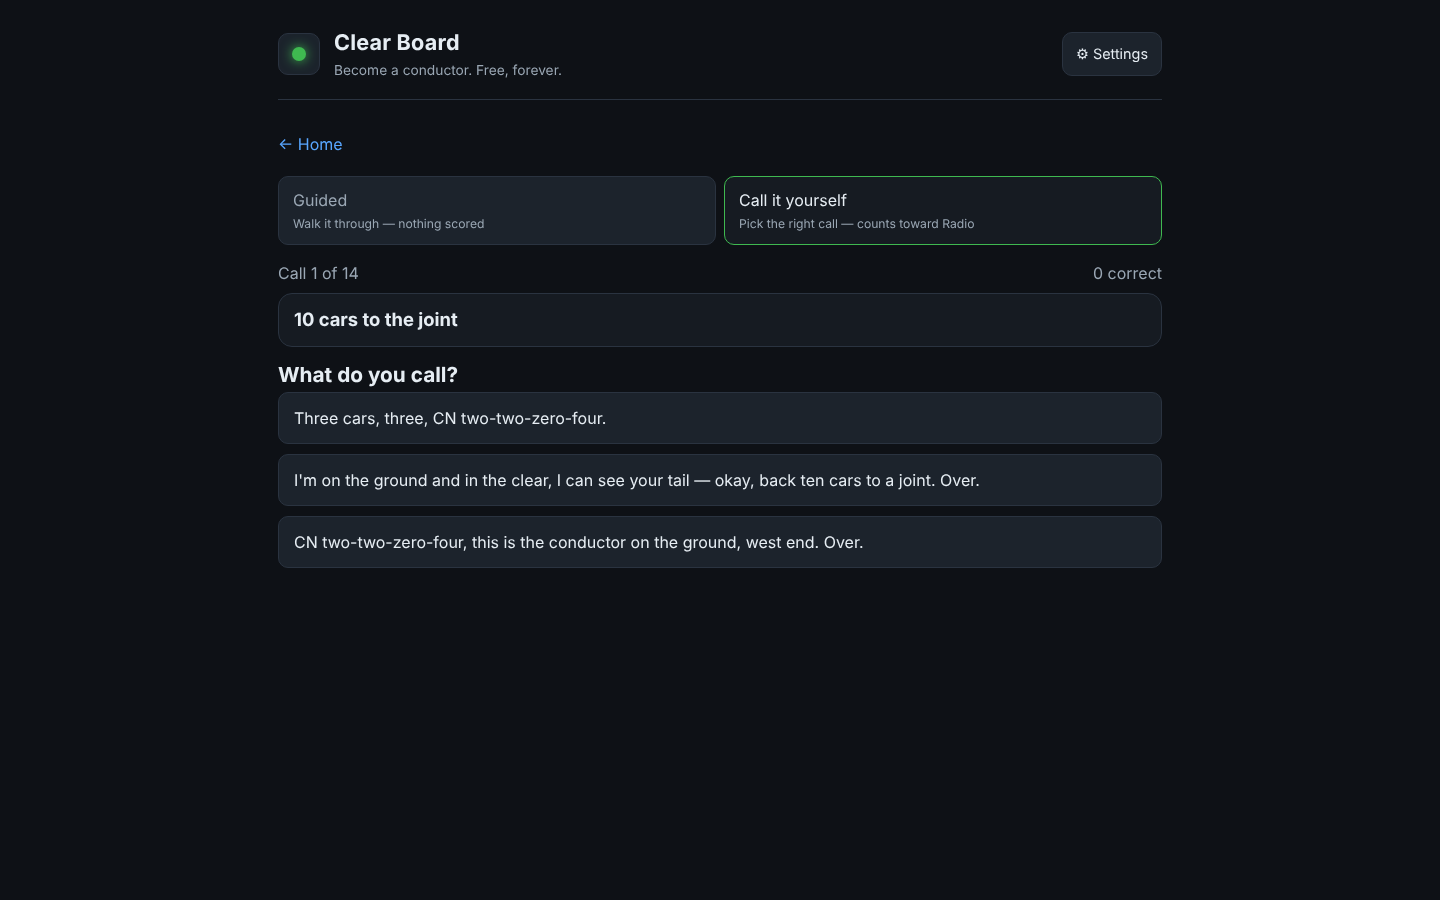 Clear Board
Become a conductor. Free, forever.
⚙ Settings
← Home
Guided
Walk it through — nothing scored
Call it yourself
Pick the right call — counts toward Radio
Call 1 of 14
0 correct
10 cars to the joint
What do you call?
Three cars, three, CN two-two-zero-four.
I'm on the ground and in the clear, I can see your tail — okay, back ten cars to a joint. Over.
CN two-two-zero-four, this is the conductor on the ground, west end. Over.